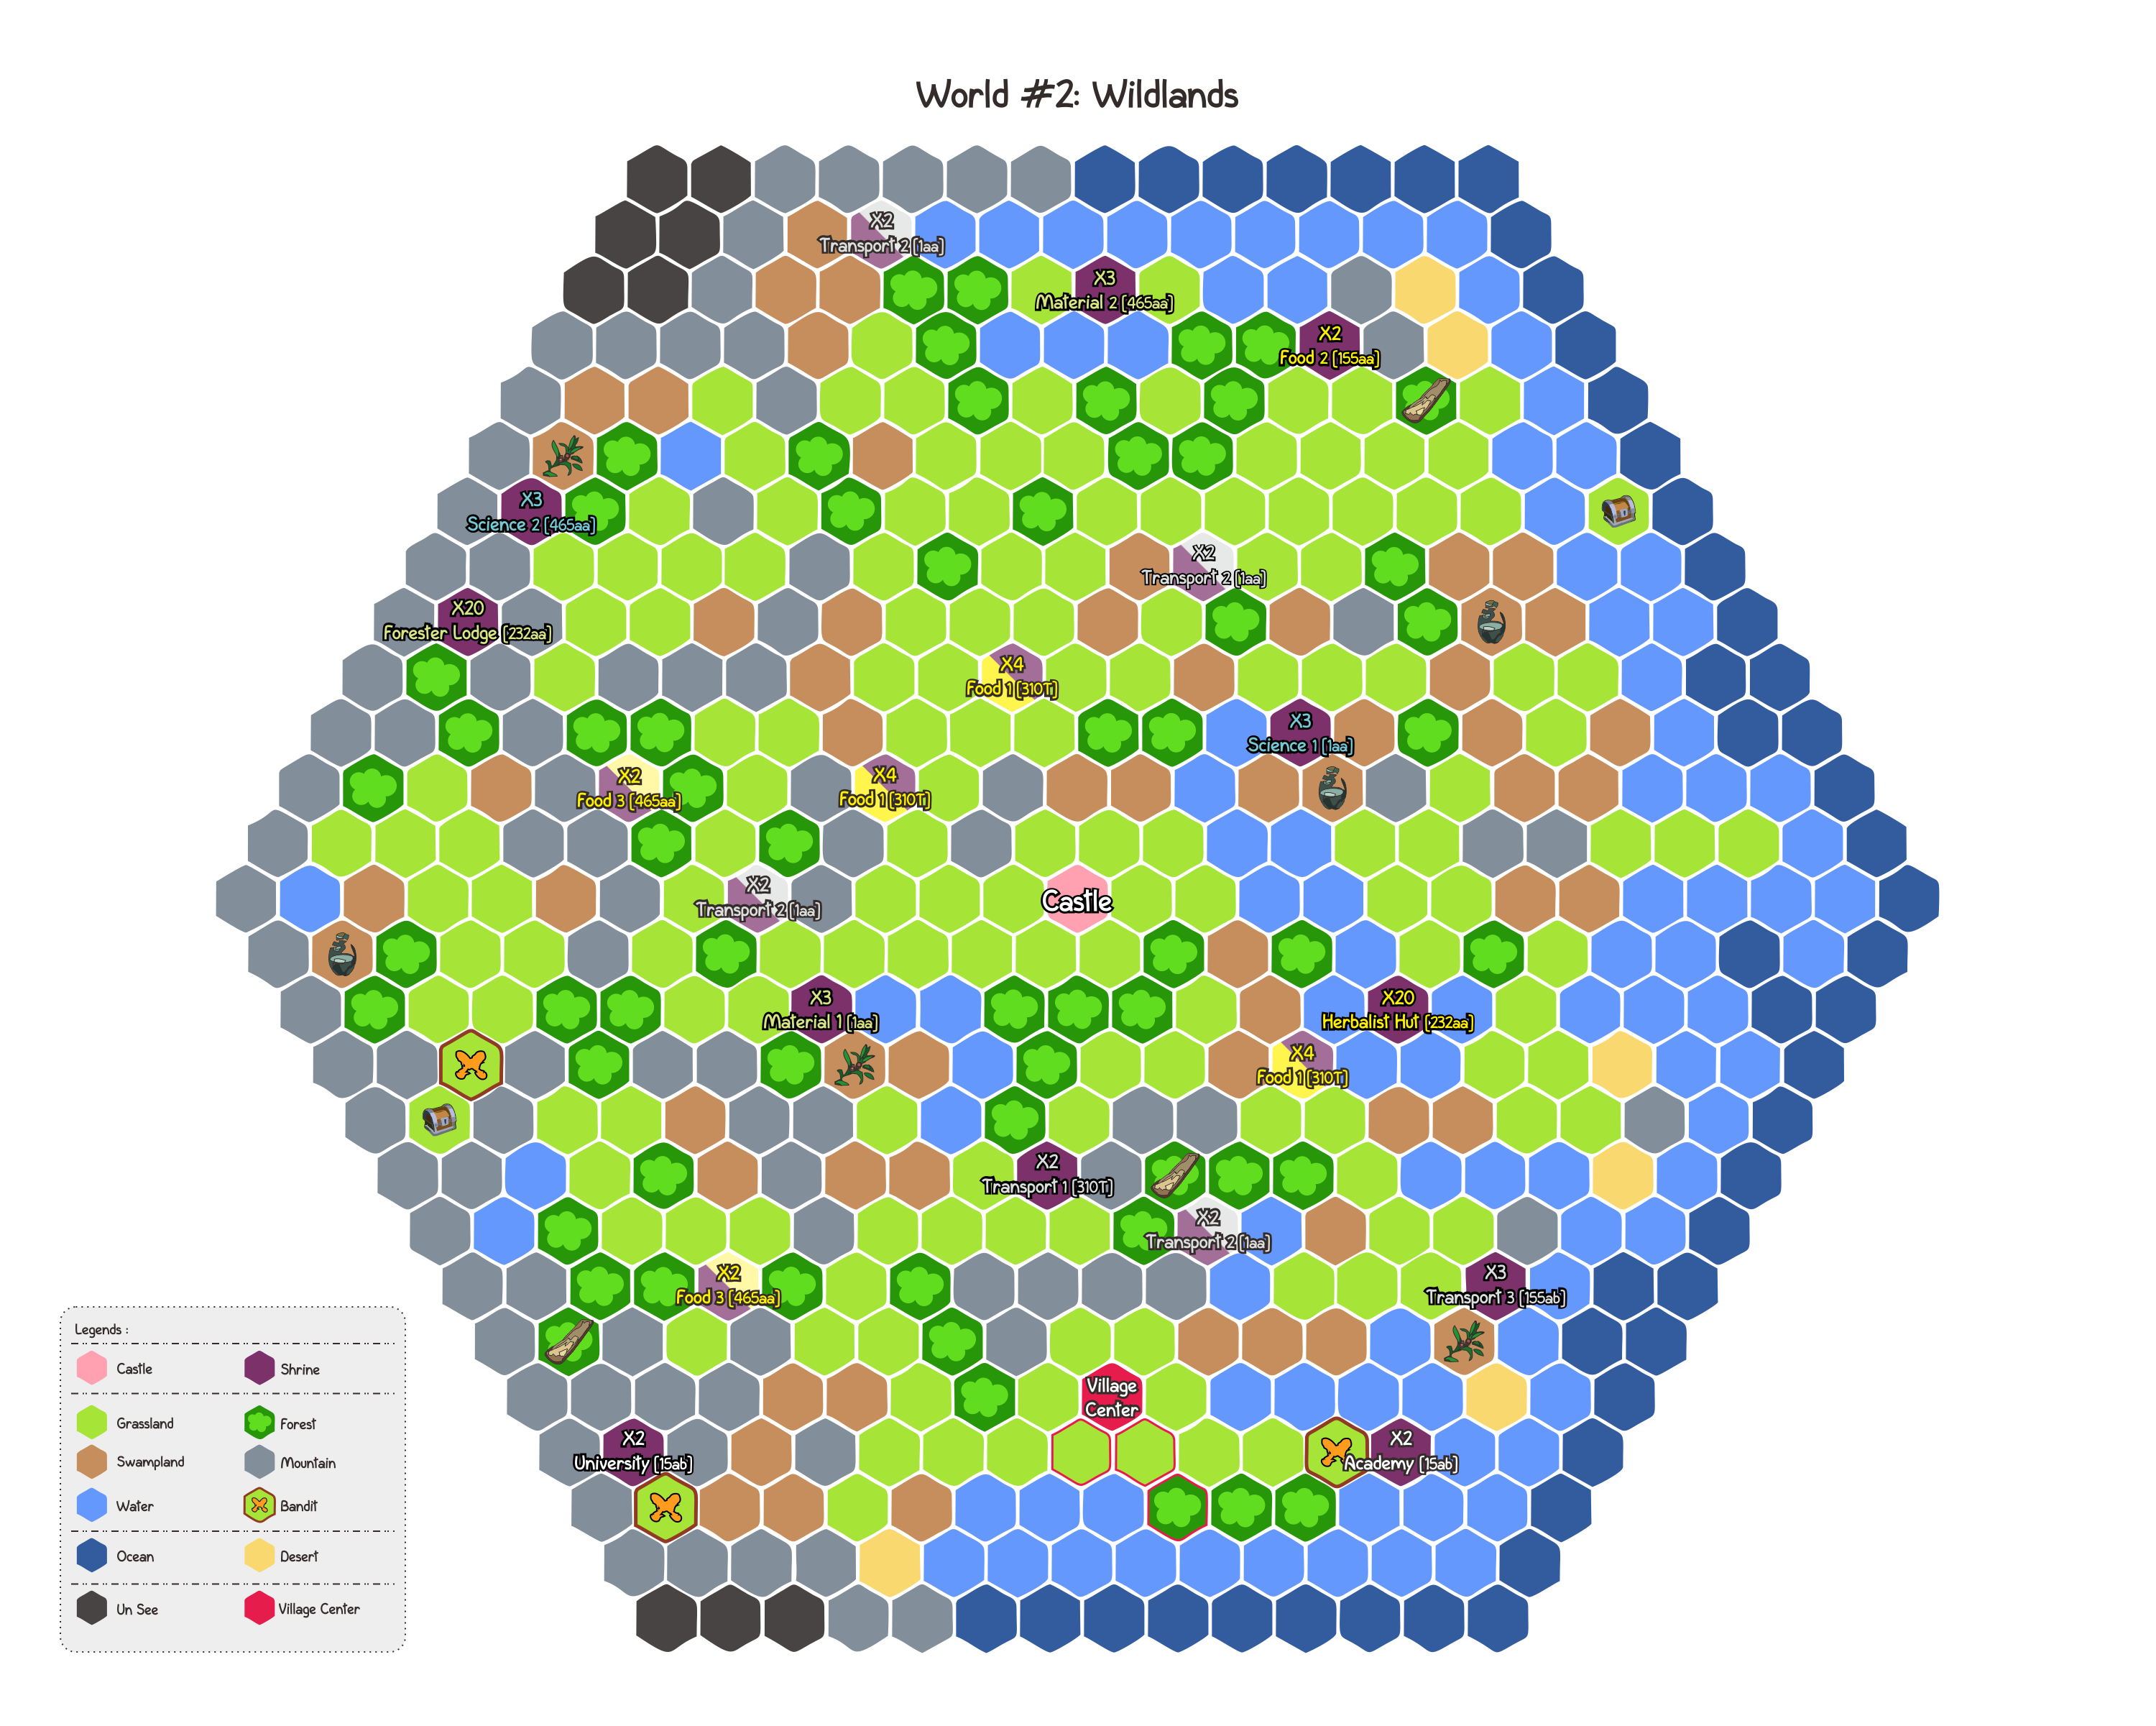 World #2: Wildlands
X2
Transport 2 (1aa)
X3
Material 2 (465aa)
X2
Food 2 (155aa)
X3
Science 2 (465aa)
X2
Transport 2 (1aa)
X20
Forester Lodge (232aa)
X4
Food 1 (310T)
X3
Science 1 (1aa)
X2
Food 3 (465aa)
X4
Food 1 (310T)
X2
Transport 2 (1aa)
Castle
X3
Material 1 (1aa)
X20
Herbalist Hut (232aa)
X4
Food 1 (310T)
X2
Transport 1 (310T)
X2
Transport 2 (1aa)
X2
Food 3 (465aa)
X3
Transport 3 (155ab)
Village
Center
X2
University (15ab)
X2
Academy (15ab)
Legends :
Castle
Shrine
Grassland
Forest
Swampland
Mountain
Water
Bandit
Ocean
Desert
Un See
Village Center